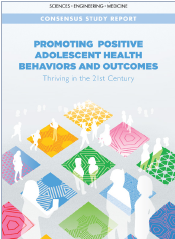 SCIENCES • ENGINEERING • MEDICINE
CONSENSUS STUDY REPORT
PROMOTING POSITIVE
ADOLESCENT HEALTH
BEHAVIORS AND OUTCOMES
Thriving in the 21st Century